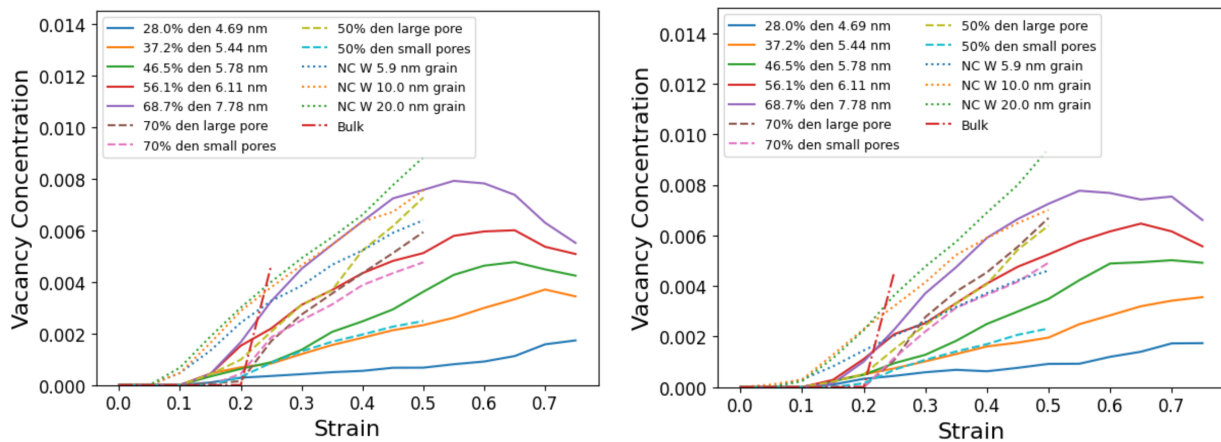 0.014
0.012
0.010
0.008
0.006
0.004
0.002
0.000
Vacancy Concentration
28.0% den 4.69 nm
37.2% den 5.44 nm
46.5% den 5.78 nm
56.1% den 6.11 nm
68.7% den 7.78 nm
70% den large pore
70% den small pores
50% den large pore
50% den small pores
NC W 5.9 nm grain
NC W 10.0 nm grain
NC W 20.0 nm grain
Bulk
0.0 0.1 0.2 0.3 0.4 0.5 0.6 0.7
Strain
0.014
0.012
0.010
0.008
0.006
0.004
0.002
0.000
Vacancy Concentration
28.0% den 4.69 nm
37.2% den 5.44 nm
46.5% den 5.78 nm
56.1% den 6.11 nm
68.7% den 7.78 nm
70% den large pore
70% den small pores
50% den large pore
50% den small pores
NC W 5.9 nm grain
NC W 10.0 nm grain
NC W 20.0 nm grain
Bulk
0.0 0.1 0.2 0.3 0.4 0.5 0.6 0.7
Strain